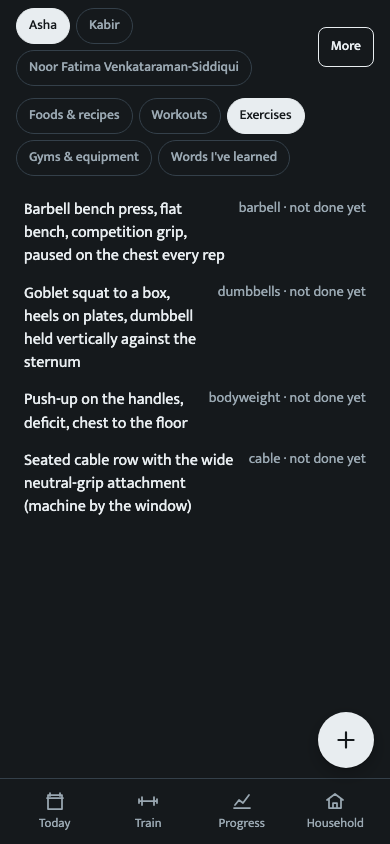 Asha
Kabir
More
Noor Fatima Venkataraman-Siddiqui
Foods & recipes
Workouts
Exercises
Gyms & equipment
Words I've learned
Barbell bench press, flat
bench, competition grip,
paused on the chest every rep
barbell · not done yet
Goblet squat to a box,
heels on plates, dumbbell
held vertically against the
sternum
dumbbells · not done yet
Push-up on the handles,
deficit, chest to the floor
bodyweight · not done yet
Seated cable row with the wide
neutral-grip attachment
(machine by the window)
cable · not done yet
Today
Train
Progress
Household